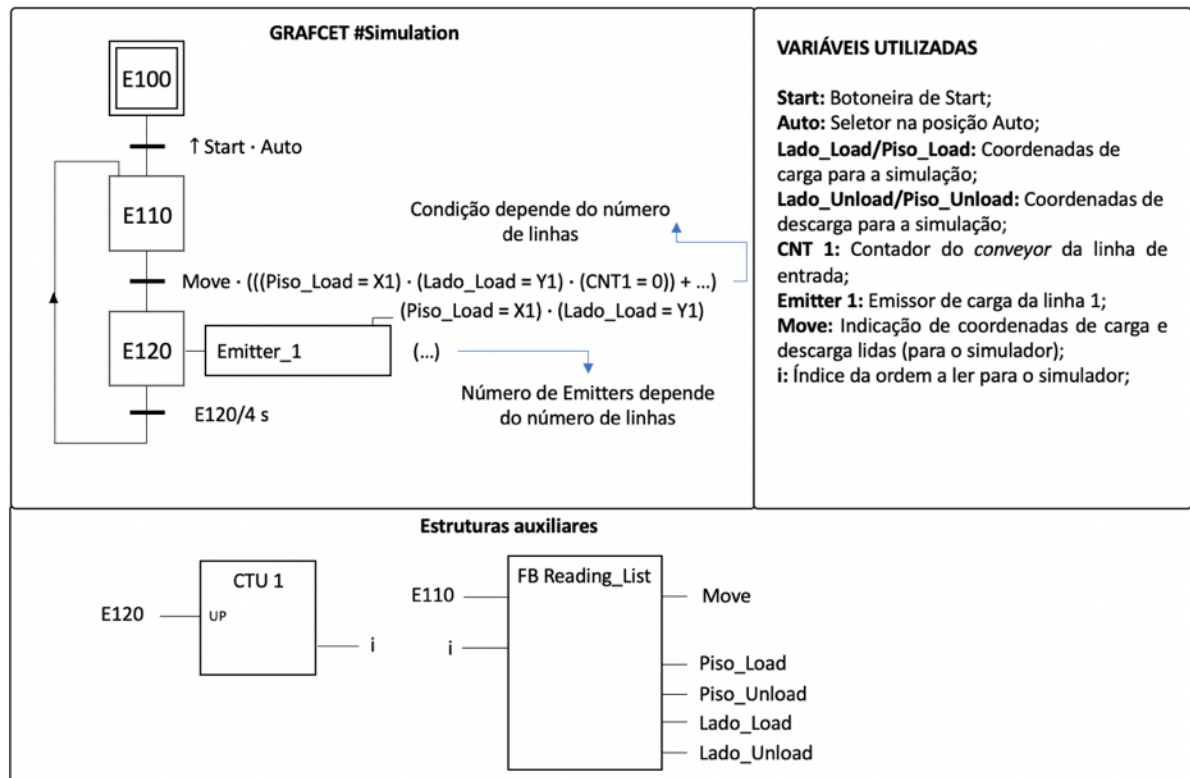 GRAFCET #Simulation
E100
↑ Start · Auto
E110
Condição depende do número
de linhas
Move · (((Piso_Load = X1) · (Lado_Load = Y1) · (CNT1 = 0)) + ...)
(Piso_Load = X1) · (Lado_Load = Y1)
E120
Emitter_1
(...)
Número de Emitters depende
do número de linhas
E120/4 s
VARIÁVEIS UTILIZADAS
Start: Botoneira de Start;
Auto: Seletor na posição Auto;
Lado_Load/Piso_Load: Coordenadas de
carga para a simulação;
Lado_Unload/Piso_Unload: Coordenadas de
descarga para a simulação;
CNT 1: Contador do conveyor da linha de
entrada;
Emitter 1: Emissor de carga da linha 1;
Move: Indicação de coordenadas de carga e
descarga lidas (para o simulador);
i: Índice da ordem a ler para o simulador;
Estruturas auxiliares
CTU 1
E120
UP
i
FB Reading_List
E110
i
Move
Piso_Load
Piso_Unload
Lado_Load
Lado_Unload